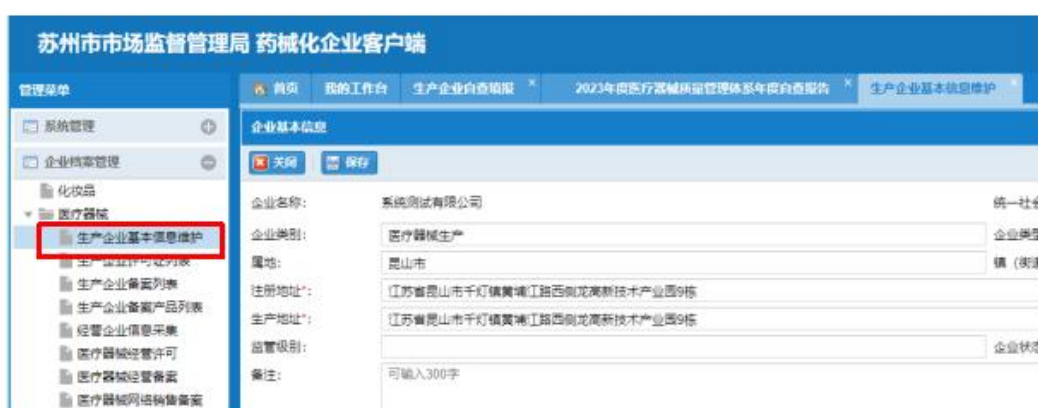 苏州市市场监督管理局 药械化企业客户端
管理菜单
首页 我的工作台 生产企业自查填报 2023年度医疗器械质量管理体系年度自查报告 生产企业基本信息维护
系统管理
企业基本信息
企业档案管理
关闭 保存
化妆品
医疗器械
生产企业基本信息维护
生产企业许可证列表
生产企业备案列表
生产企业备案产品列表
经营企业信息采集
医疗器械经营许可
医疗器械经营备案
医疗器械网络销售备案
企业名称: 系统测试有限公司 统一社会
企业类别: 医疗器械生产 企业类型
属地: 昆山市 镇（街道
注册地址*: 江苏省昆山市千灯镇黄埔江路西侧龙高新技术产业园9栋
生产地址*: 江苏省昆山市千灯镇黄埔江路西侧龙高新技术产业园9栋
监管级别: 企业状态
备注: 可输入300字